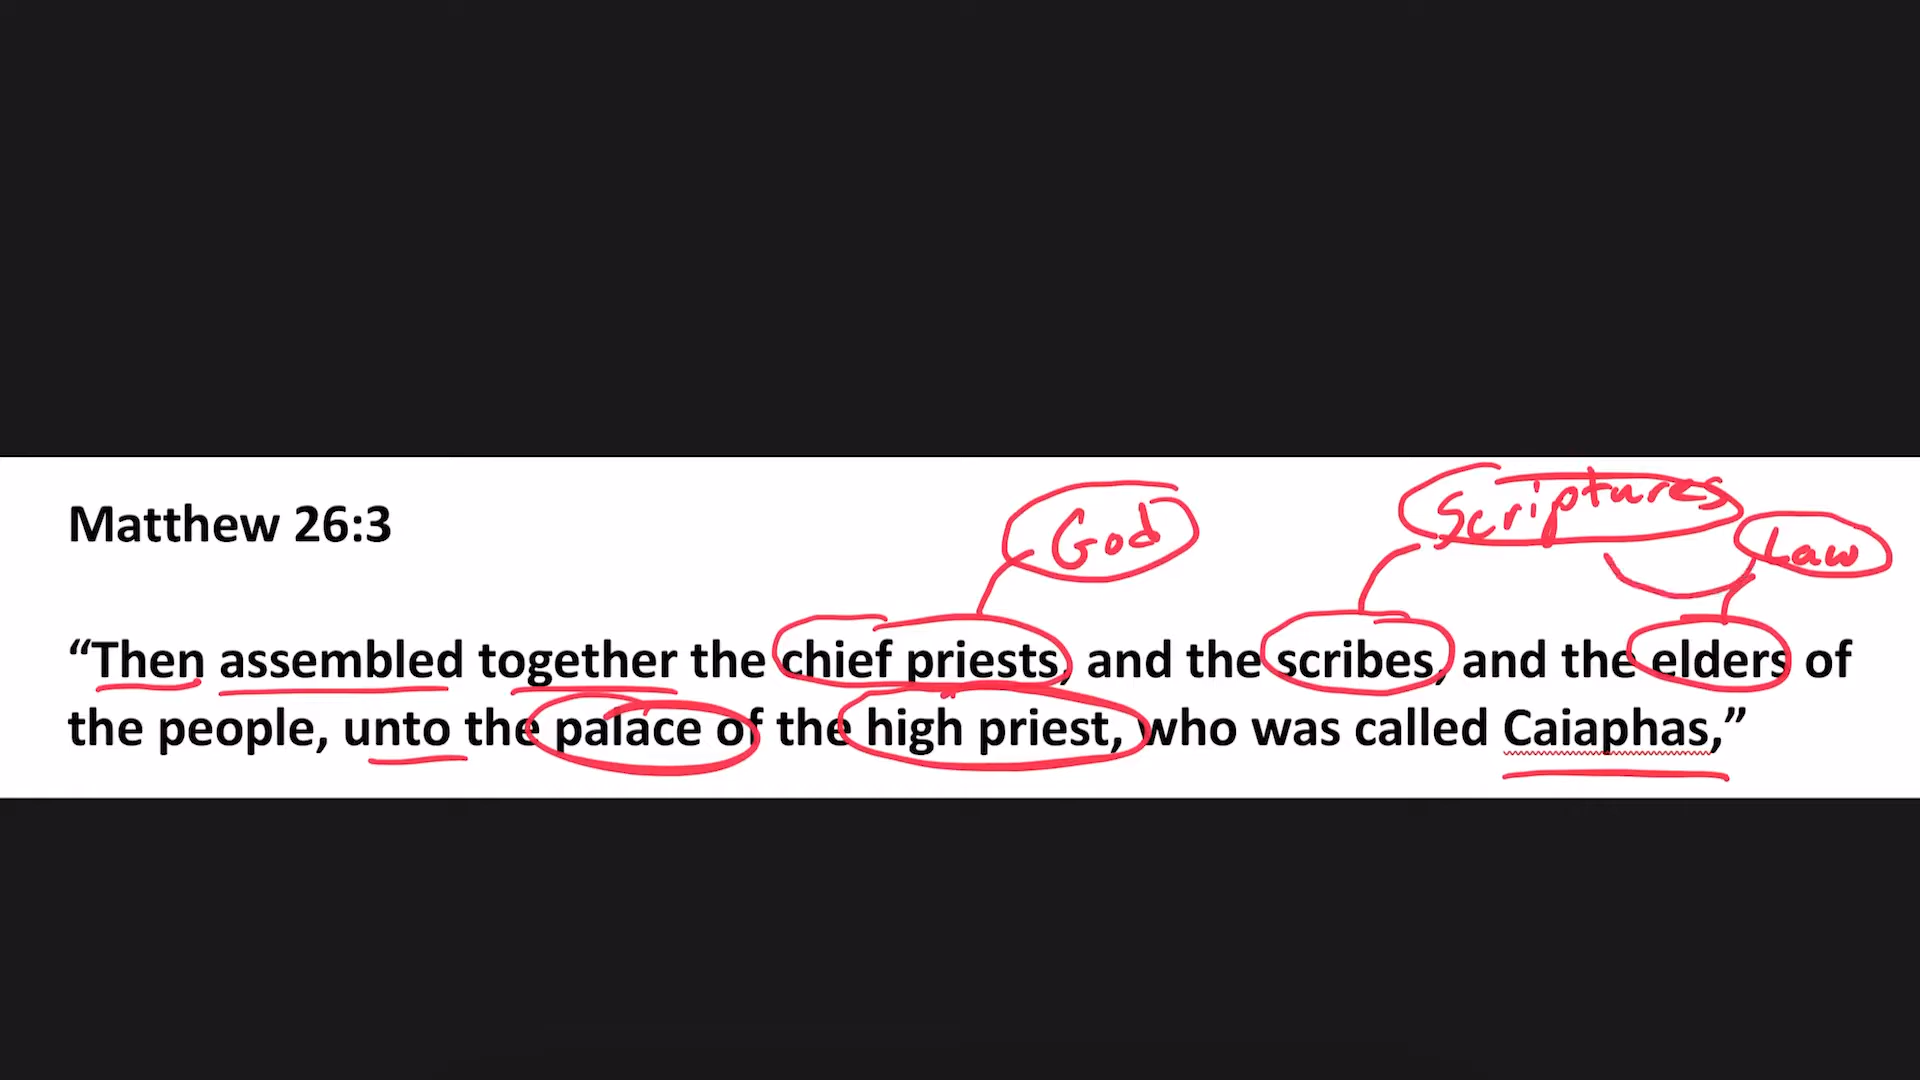 Scriptures
God
Law
Matthew 26:3
“Then assembled together the chief priests, and the scribes, and the elders of
the people, unto the palace of the high priest, who was called Caiaphas,”